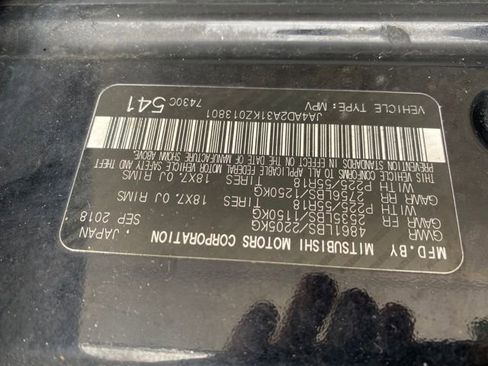 MFD. BY MITSUBISHI MOTORS CORPORATION
JAPAN SEP 2018
GVWR 4861LBS/2205KG
GAWR FR 2535LBS/1150KG
WITH P225/55R18 TIRES 18X7.0J RIMS
GAWR RR 2756LBS/1250KG
WITH P225/55R18 TIRES 18X7.0J RIMS
THIS VEHICLE CONFORMS TO ALL APPLICABLE FEDERAL MOTOR VEHICLE SAFETY AND THEFT
PREVENTION STANDARDS IN EFFECT ON THE DATE OF MANUFACTURE SHOWN ABOVE.
JA4AD2A31KZ013801
VEHICLE TYPE: MPV
7430C
541